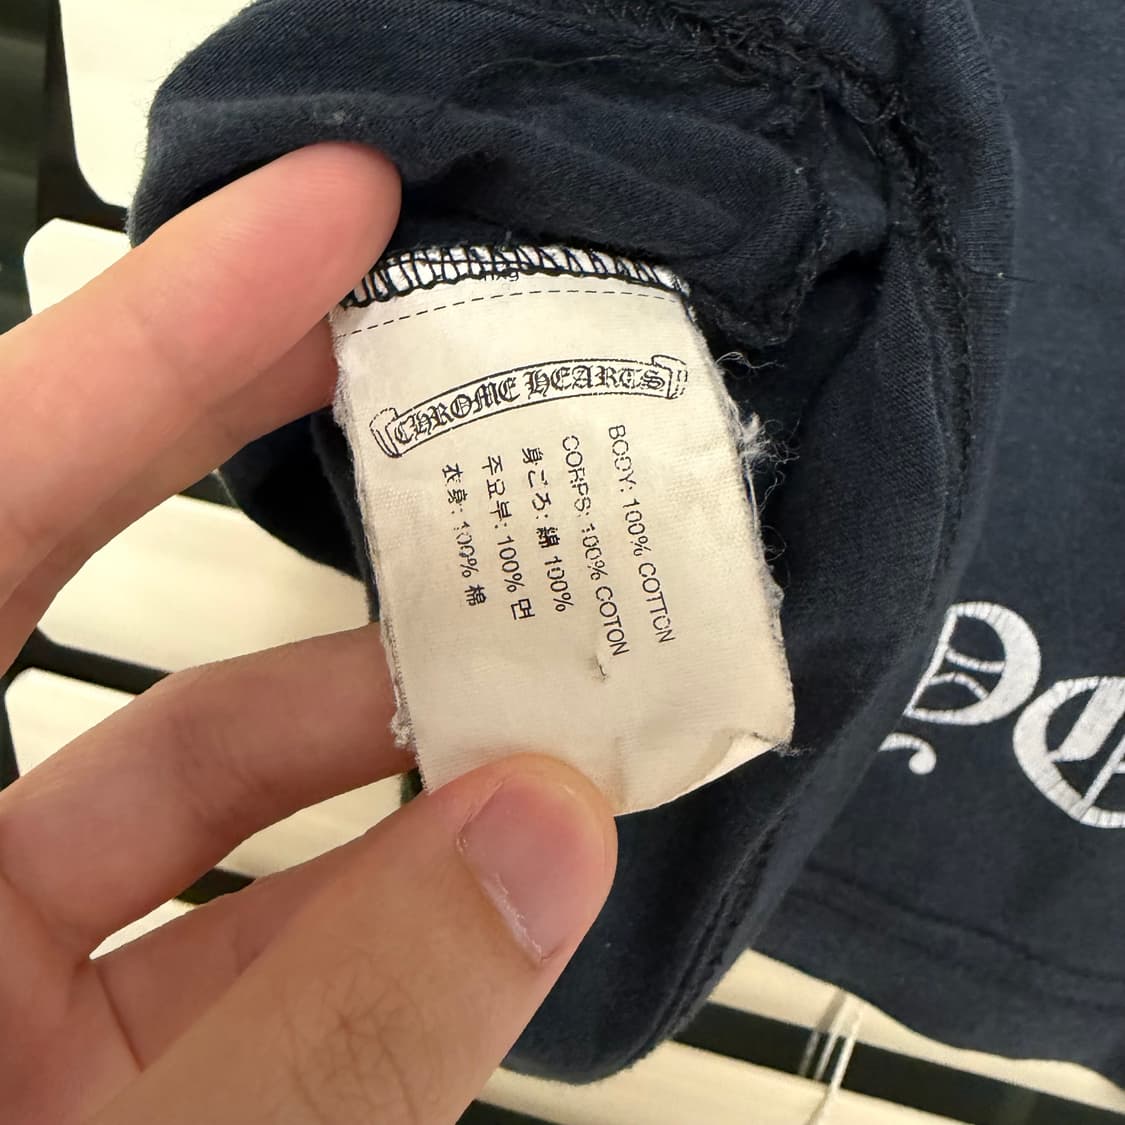 CHROME HEARTS
BODY: 100% COTTON
CORPS: 100% COTON
身ごろ: 綿 100%
주요부: 100% 면
衣身: 100% 棉